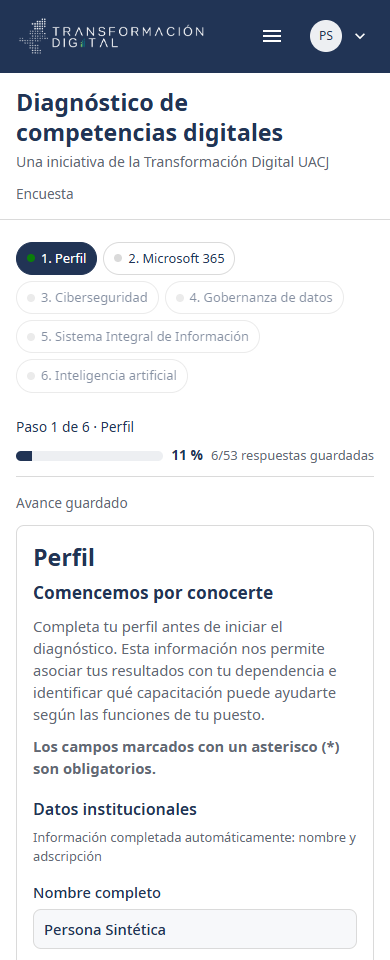 TRANSFORMACIÓN
DIGITAL
PS
Diagnóstico de
competencias digitales
Una iniciativa de la Transformación Digital UACJ
Encuesta
1. Perfil
2. Microsoft 365
3. Ciberseguridad
4. Gobernanza de datos
5. Sistema Integral de Información
6. Inteligencia artificial
Paso 1 de 6 · Perfil
11 % 6/53 respuestas guardadas
Avance guardado
Perfil
Comencemos por conocerte
Completa tu perfil antes de iniciar el
diagnóstico. Esta información nos permite
asociar tus resultados con tu dependencia e
identificar qué capacitación puede ayudarte
según las funciones de tu puesto.
Los campos marcados con un asterisco (*)
son obligatorios.
Datos institucionales
Información completada automáticamente: nombre y
adscripción
Nombre completo
Persona Sintética